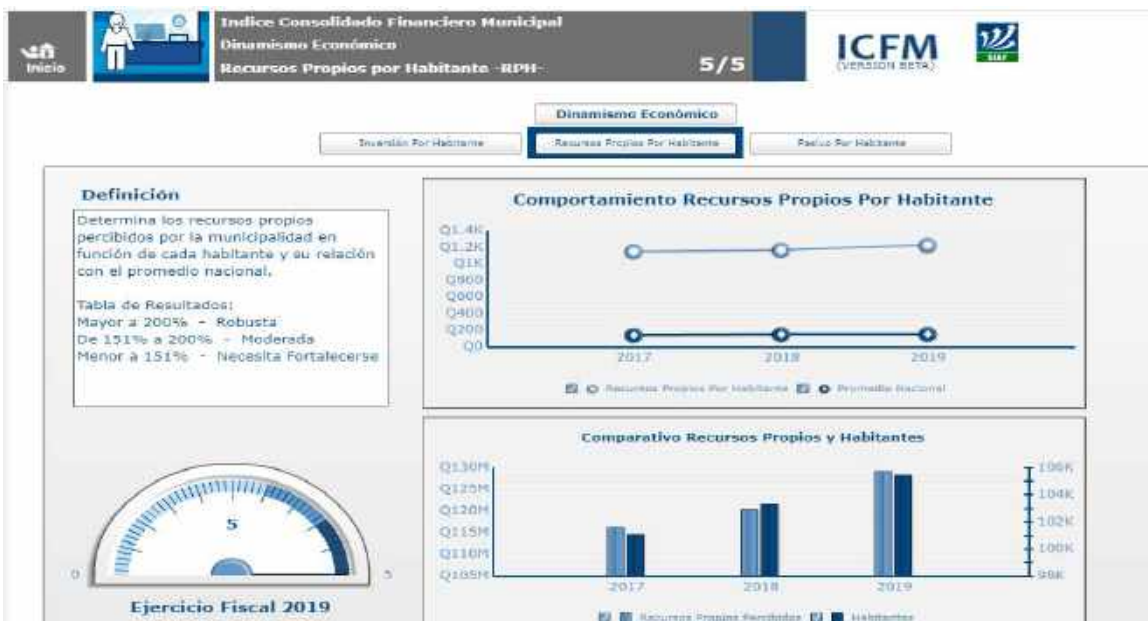 Indice Consolidado Financiero Municipal
Dinamismo Económico
Recursos Propios por Habitante -RPH-
5/5
Inicio
ICFM
(VERSION BETA)
SIAF
Dinamismo Económico
Inversión Por Habitante
Recursos Propios Por Habitante
Pasivo Por Habitante
Definición
Determina los recursos propios
percibidos por la municipalidad en
función de cada habitante y su relación
con el promedio nacional.
Tabla de Resultados:
Mayor a 200% - Robusta
De 151% a 200% - Moderada
Menor a 151% - Necesita Fortalecerse
Comportamiento Recursos Propios Por Habitante
Q1.4K
Q1.2K
Q1K
Q800
Q600
Q400
Q200
Q0
2017 2018 2019
Recursos Propios Por Habitante Promedio Nacional
5
0 5
Ejercicio Fiscal 2019
Comparativo Recursos Propios y Habitantes
Q130M
Q125M
Q120M
Q115M
Q110M
Q105M
106K
104K
102K
100K
98K
2017 2018 2019
Recursos Propios Percibidos Habitantes